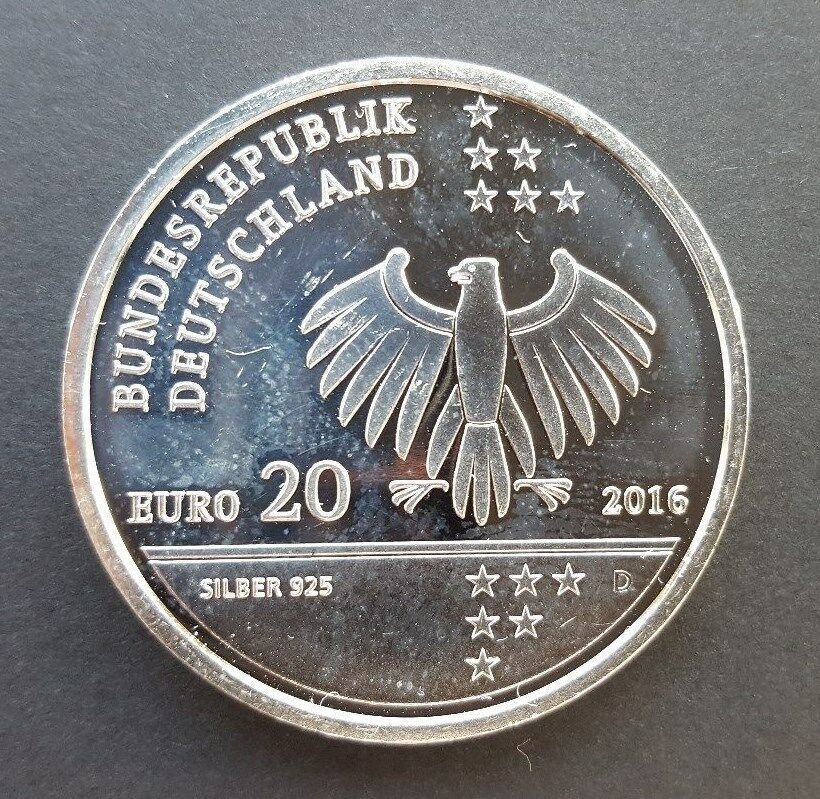 BUNDESREPUBLIK
DEUTSCHLAND
EURO 20 2016
SILBER 925 D